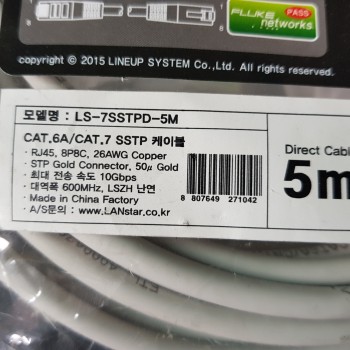 PASS
FLUKE
networks
copyright © 2015 LINEUP SYSTEM Co.,Ltd. All Rig
모델명 : LS-7SSTPD-5M
CAT.6A/CAT.7 SSTP 케이블
· RJ45, 8P8C, 26AWG Copper
· STP Gold Connector, 50μ Gold
· 최대 전송 속도 10Gbps
· 대역폭 600MHz, LSZH 난연
· Made in China Factory
· A/S문의 : www.LANstar.co.kr
8 807649 271042
Direct Cabl
5m